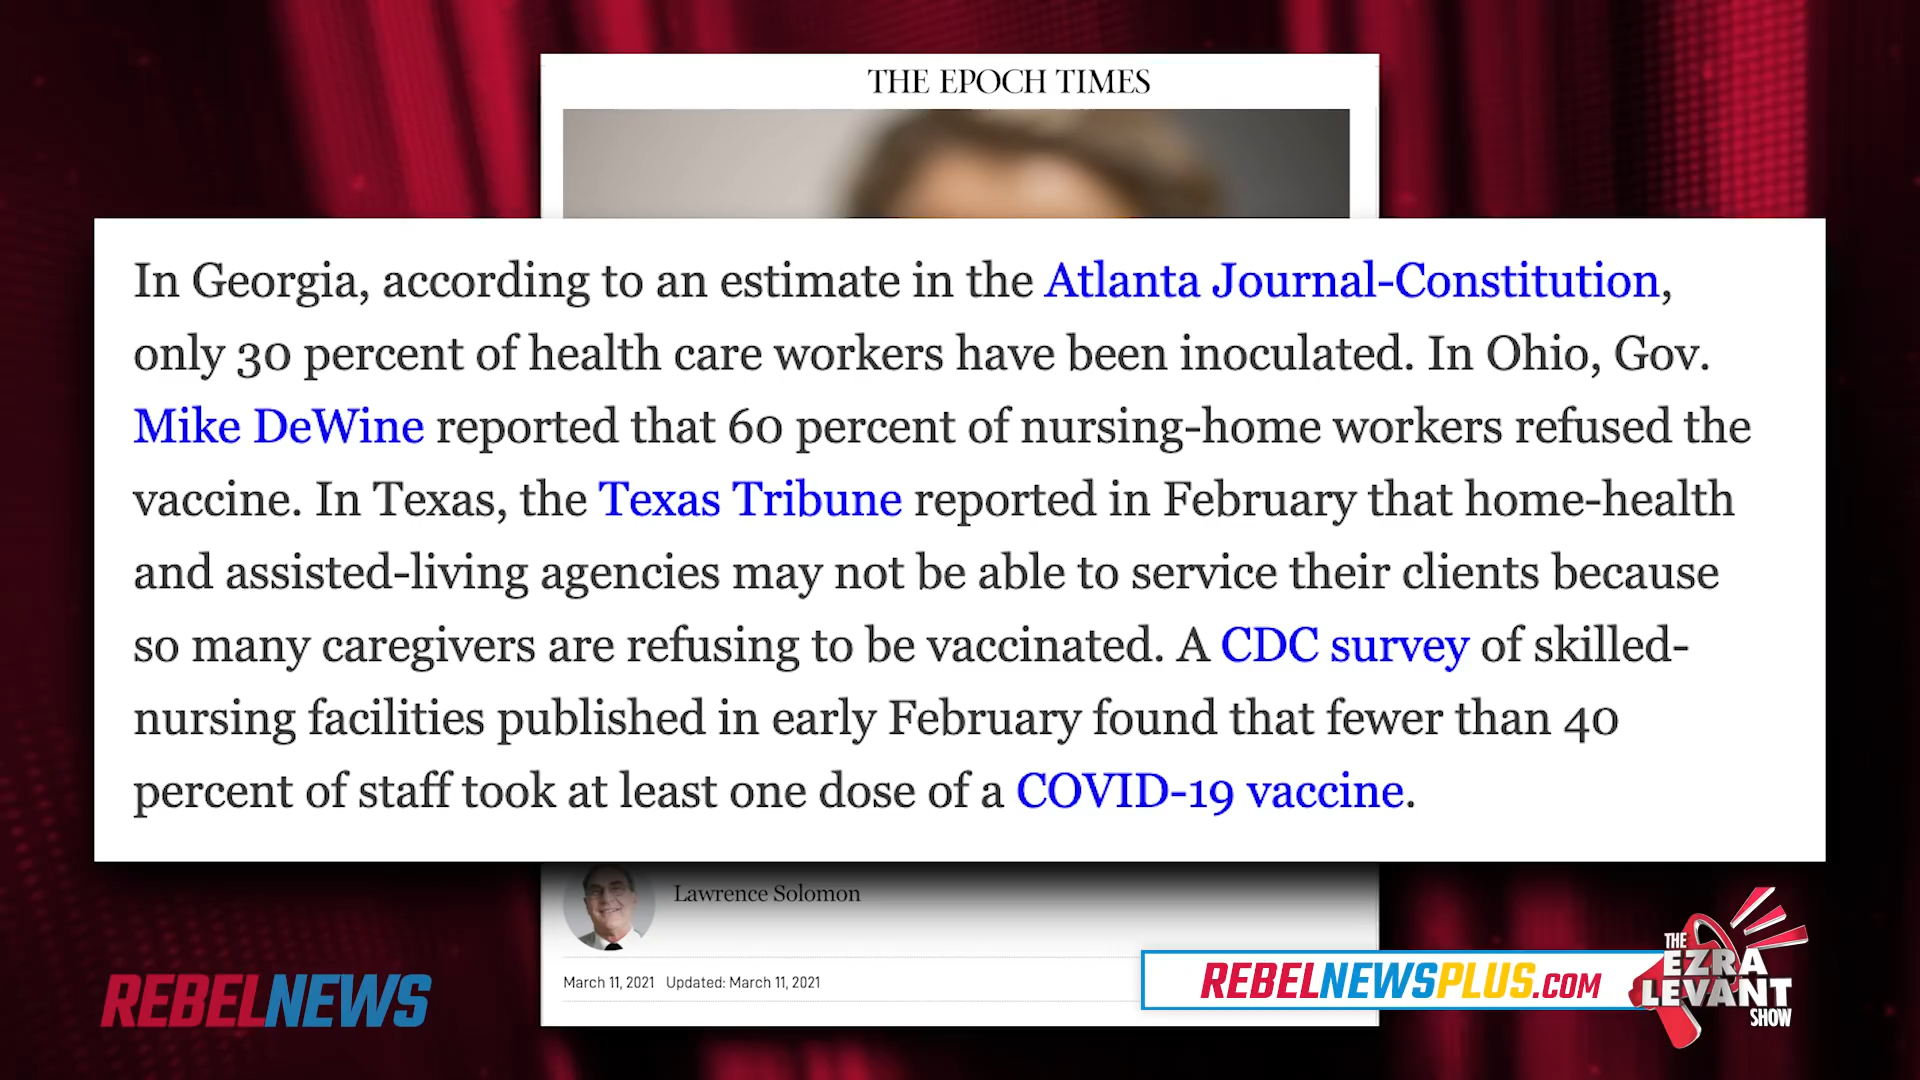 THE EPOCH TIMES
In Georgia, according to an estimate in the Atlanta Journal-Constitution,
only 30 percent of health care workers have been inoculated. In Ohio, Gov.
Mike DeWine reported that 60 percent of nursing-home workers refused the
vaccine. In Texas, the Texas Tribune reported in February that home-health
and assisted-living agencies may not be able to service their clients because
so many caregivers are refusing to be vaccinated. A CDC survey of skilled-
nursing facilities published in early February found that fewer than 40
percent of staff took at least one dose of a COVID-19 vaccine.
Lawrence Solomon
March 11, 2021 Updated: March 11, 2021
REBELNEWS
REBELNEWSPLUS.COM
THE
EZRA
LEVANT
SHOW